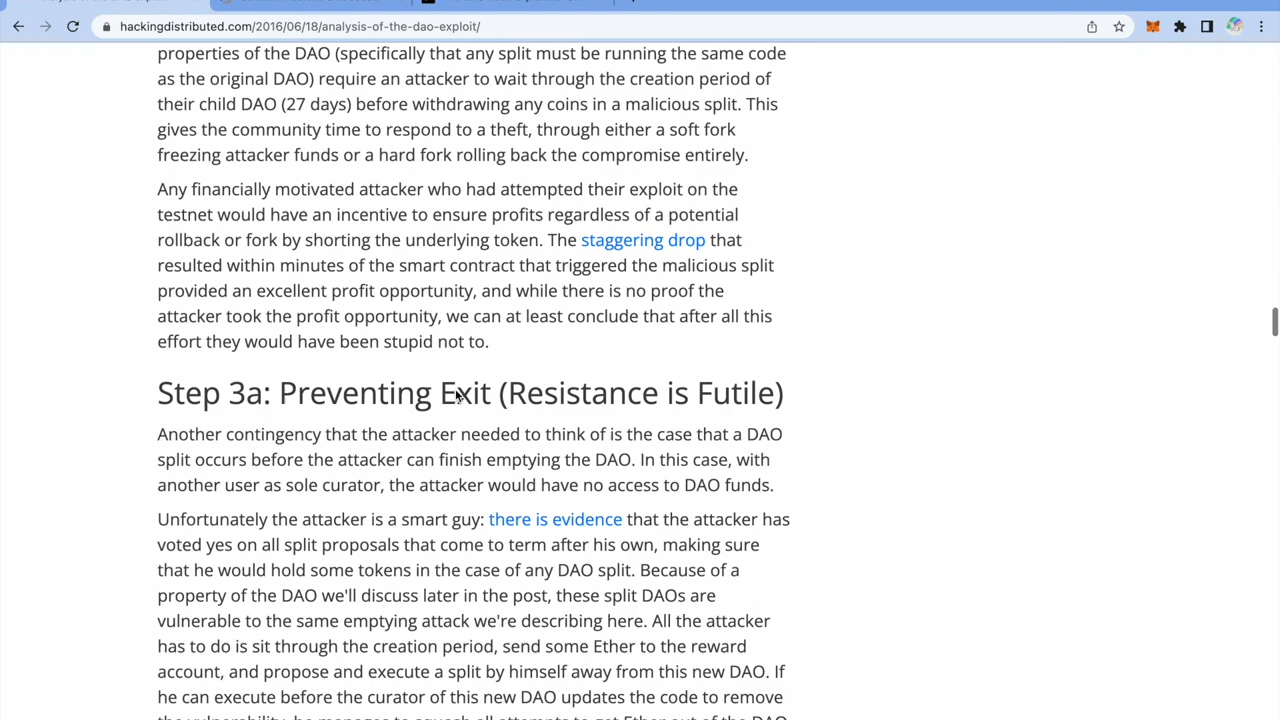 hackingdistributed.com/2016/06/18/analysis-of-the-dao-exploit/
properties of the DAO (specifically that any split must be running the same code
as the original DAO) require an attacker to wait through the creation period of
their child DAO (27 days) before withdrawing any coins in a malicious split. This
gives the community time to respond to a theft, through either a soft fork
freezing attacker funds or a hard fork rolling back the compromise entirely.
Any financially motivated attacker who had attempted their exploit on the
testnet would have an incentive to ensure profits regardless of a potential
rollback or fork by shorting the underlying token. The staggering drop that
resulted within minutes of the smart contract that triggered the malicious split
provided an excellent profit opportunity, and while there is no proof the
attacker took the profit opportunity, we can at least conclude that after all this
effort they would have been stupid not to.
Step 3a: Preventing Exit (Resistance is Futile)
Another contingency that the attacker needed to think of is the case that a DAO
split occurs before the attacker can finish emptying the DAO. In this case, with
another user as sole curator, the attacker would have no access to DAO funds.
Unfortunately the attacker is a smart guy: there is evidence that the attacker has
voted yes on all split proposals that come to term after his own, making sure
that he would hold some tokens in the case of any DAO split. Because of a
property of the DAO we'll discuss later in the post, these split DAOs are
vulnerable to the same emptying attack we're describing here. All the attacker
has to do is sit through the creation period, send some Ether to the reward
account, and propose and execute a split by himself away from this new DAO. If
he can execute before the curator of this new DAO updates the code to remove
the vulnerability, he manages to squash all attempts to get Ether out of the DAO